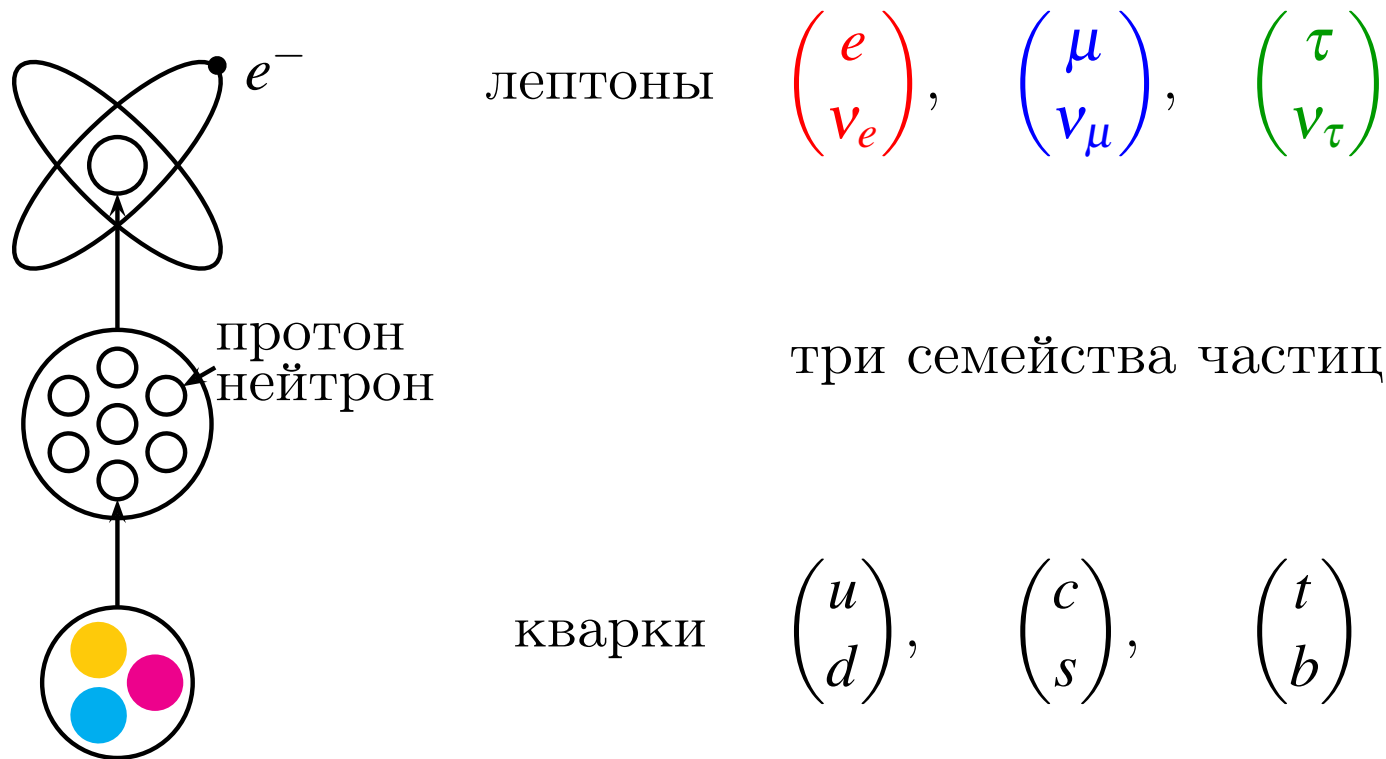 e⁻
лептоны (e ν_e), (μ ν_μ), (τ ν_τ)
протон
нейтрон
три семейства частиц
кварки (u d), (c s), (t b)